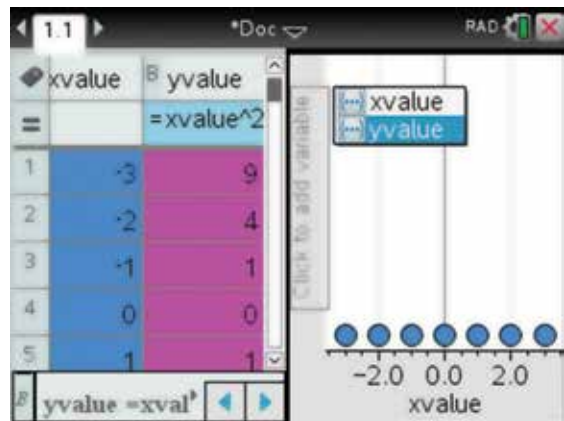 1.1 *Doc RAD
xvalue B yvalue
= =xvalue^2
1 -3 9
2 -2 4
3 -1 1
4 0 0
5 1 1
B yvalue =xval
Click to add variable
xvalue
yvalue
-2.0 0.0 2.0
xvalue